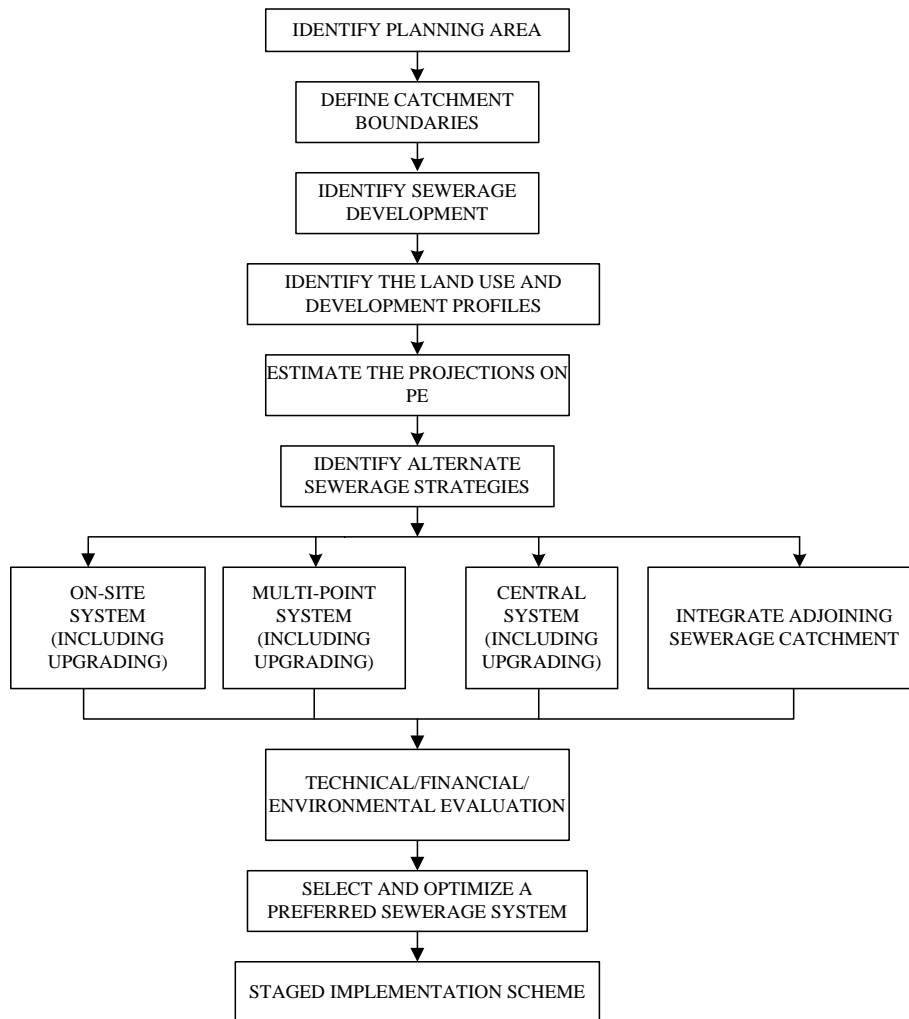 IDENTIFY PLANNING AREA
DEFINE CATCHMENT
BOUNDARIES
IDENTIFY SEWERAGE
DEVELOPMENT
IDENTIFY THE LAND USE AND
DEVELOPMENT PROFILES
ESTIMATE THE PROJECTIONS ON
PE
IDENTIFY ALTERNATE
SEWERAGE STRATEGIES
ON-SITE
SYSTEM
(INCLUDING
UPGRADING)
MULTI-POINT
SYSTEM
(INCLUDING
UPGRADING)
CENTRAL
SYSTEM
(INCLUDING
UPGRADING)
INTEGRATE ADJOINING
SEWERAGE CATCHMENT
TECHNICAL/FINANCIAL/
ENVIRONMENTAL EVALUATION
SELECT AND OPTIMIZE A
PREFERRED SEWERAGE SYSTEM
STAGED IMPLEMENTATION SCHEME